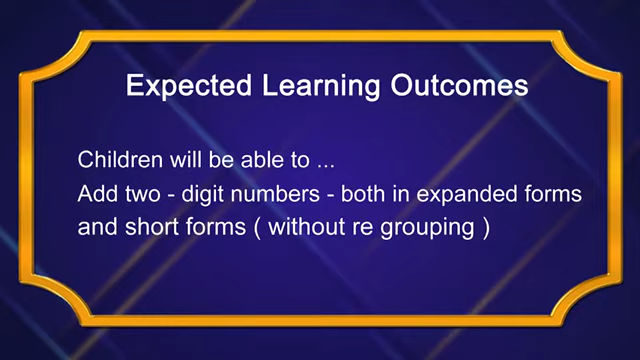 Expected Learning Outcomes
Children will be able to ...
Add two - digit numbers - both in expanded forms
and short forms ( without re grouping )